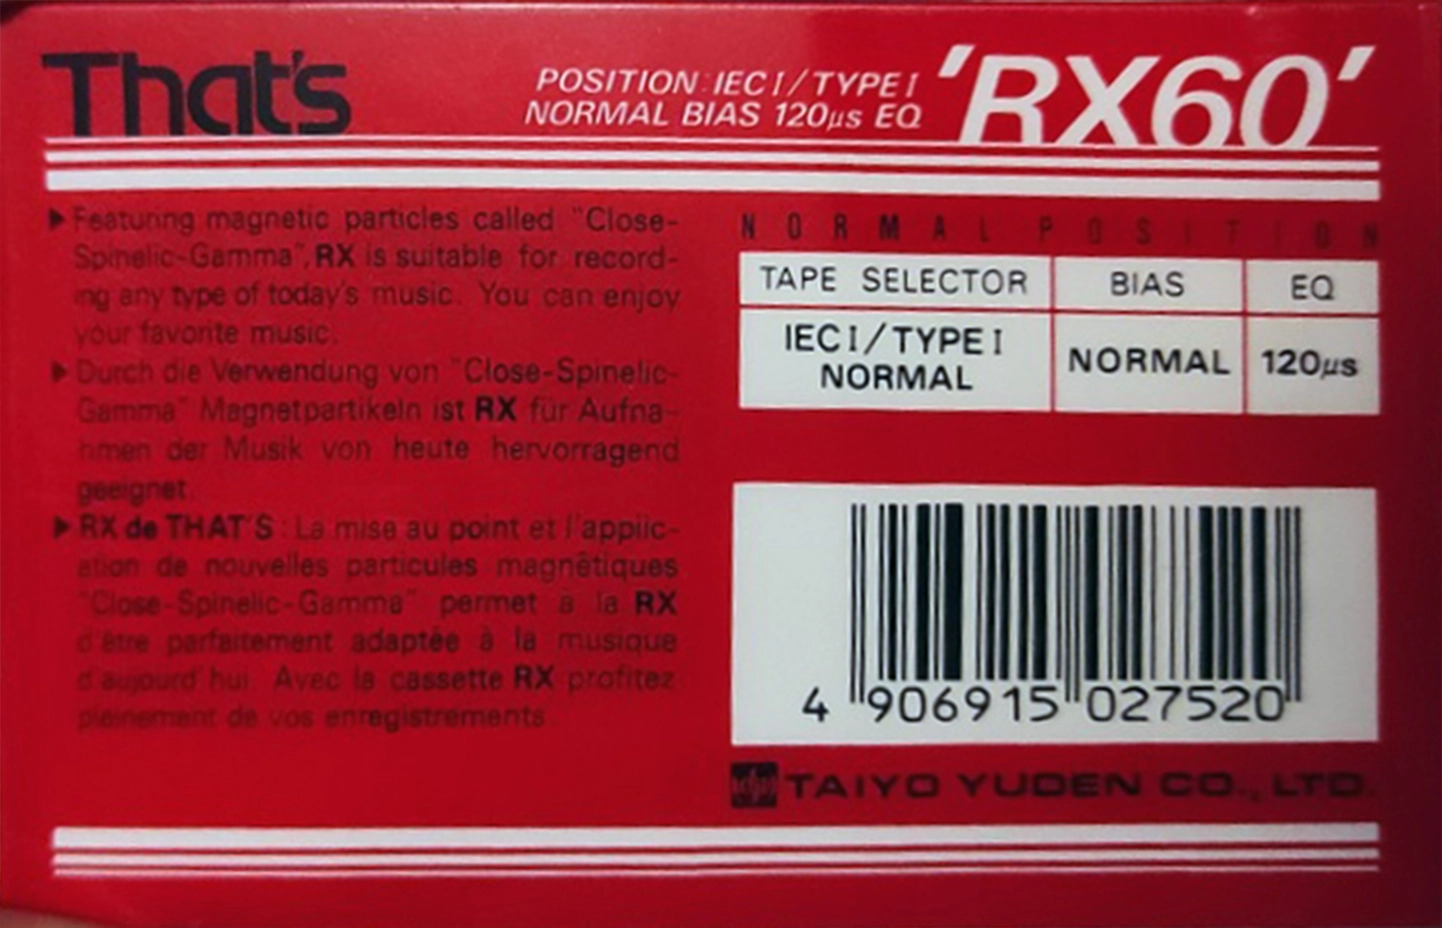 That's
POSITION: IEC I/TYPE I
NORMAL BIAS 120µs EQ
'RX60'
▶ Featuring magnetic particles called "Close-
Spinelic-Gamma", RX is suitable for record-
ing any type of today's music. You can enjoy
your favorite music.
▶ Durch die Verwendung von "Close-Spinelic-
Gamma" Magnetpartikeln ist RX für Aufna-
hmen der Musik von heute hervorragend
geeignet.
▶ RX de THAT'S : La mise au point et l'applic-
ation de nouvelles particules magnêtiques
"Close-Spinelic-Gamma" permet à la RX
d'être parfaitement adaptée à la musique
d'aujourd'hui. Avec la cassette RX profitez
pleinement de vos enregistrements
NORMAL POSITION
TAPE SELECTOR BIAS EQ
IEC I/TYPE I
NORMAL NORMAL 120µs
4 906915 027520
TAIYO YUDEN CO., LTD.